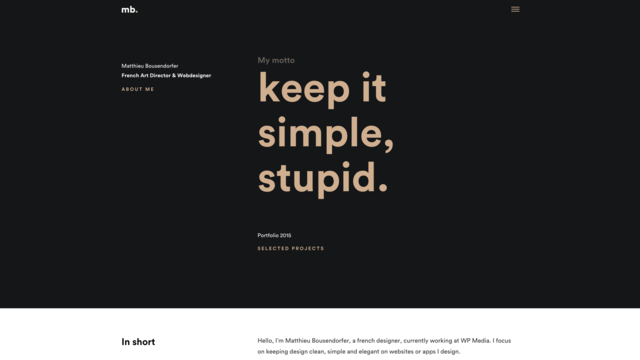 mb.
Matthieu Bousendorfer
French Art Director & Webdesigner
ABOUT ME
My motto
keep it
simple,
stupid.
Portfolio 2016
SELECTED PROJECTS
In short
Hello, I'm Matthieu Bousendorfer, a french designer, currently working at WP Media. I focus
on keeping design clean, simple and elegant on websites or apps I design.